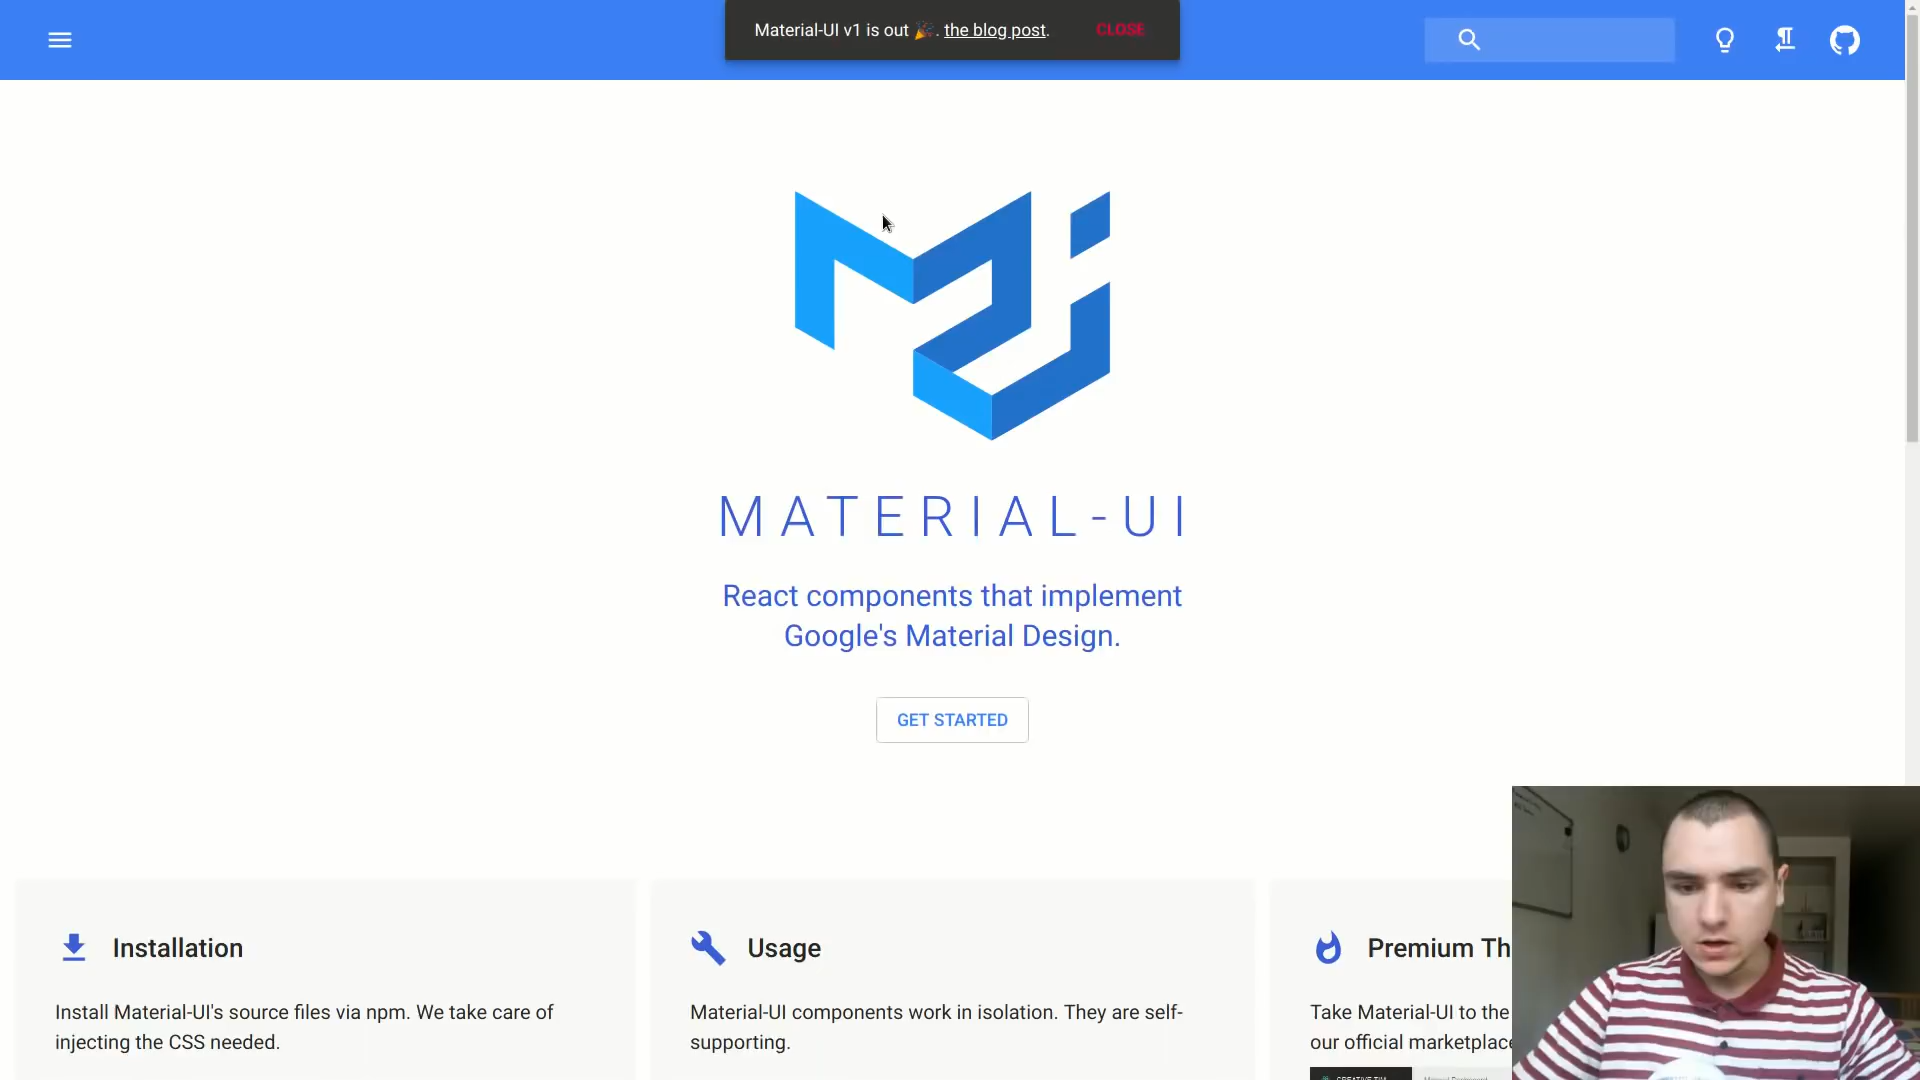 Material-UI v1 is out 🎉. the blog post.
CLOSE
MATERIAL-UI
React components that implement
Google's Material Design.
GET STARTED
Installation
Install Material-UI's source files via npm. We take care of
injecting the CSS needed.
Usage
Material-UI components work in isolation. They are self-
supporting.
Premium Th
Take Material-UI to the
our official marketplace